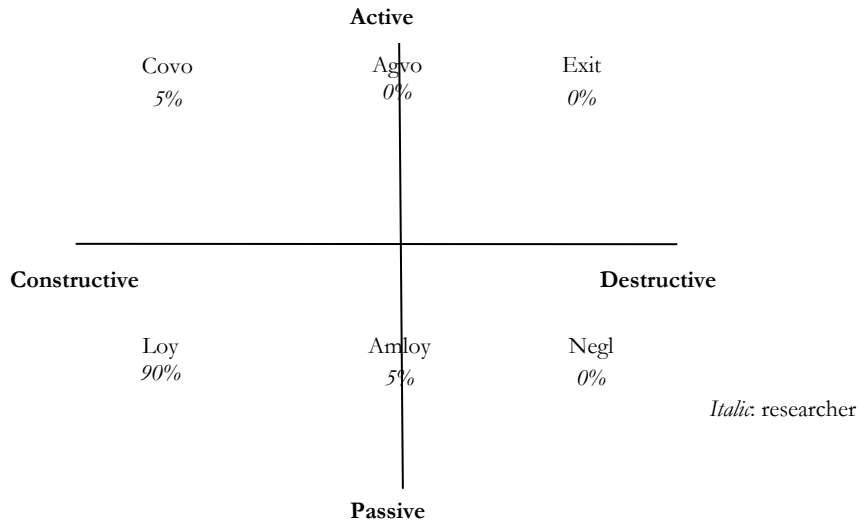 Active
Covo Agvo Exit
5% 0% 0%
Constructive Destructive
Loy Amloy Negl
90% 5% 0%
Italic: researcher
Passive